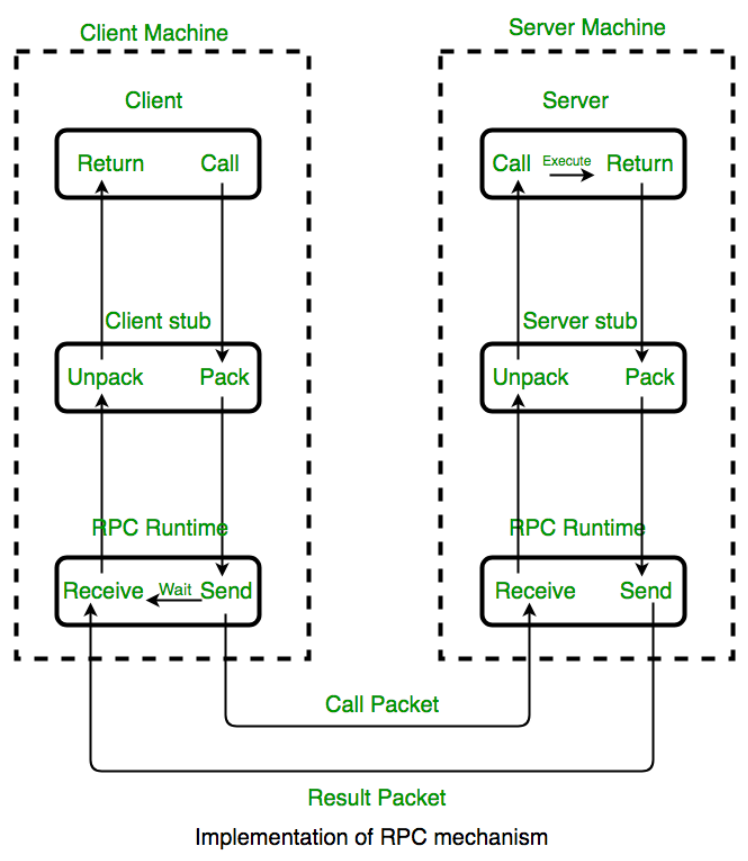 Client Machine
Server Machine
Client
Server
Return Call
Call Execute Return
Client stub
Server stub
Unpack Pack
Unpack Pack
RPC Runtime
RPC Runtime
Receive Wait Send
Receive Send
Call Packet
Result Packet
Implementation of RPC mechanism